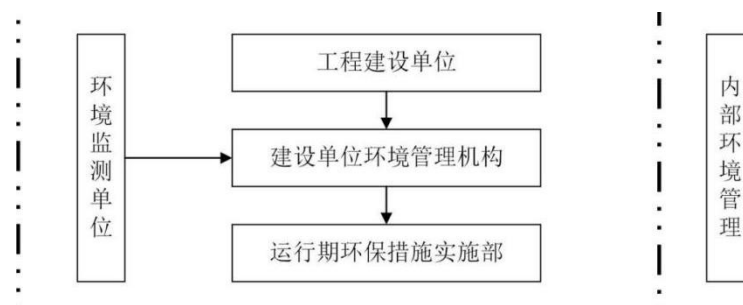 环境监测单位
工程建设单位
建设单位环境管理机构
运行期环保措施实施部
内部环境管理